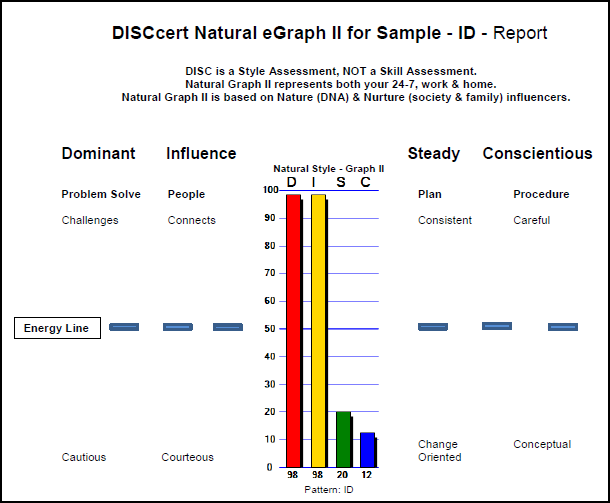 DISCcert Natural eGraph II for Sample - ID - Report
DISC is a Style Assessment, NOT a Skill Assessment.
Natural Graph II represents both your 24-7, work & home.
Natural Graph II is based on Nature (DNA) & Nurture (society & family) influencers.
Dominant Influence Steady Conscientious
Natural Style - Graph II
D I S C
Problem Solve People Plan Procedure
Challenges Connects Consistent Careful
100
90
80
70
60
50
40
30
20
10
0
Energy Line
Cautious Courteous Change Oriented Conceptual
98 98 20 12
Pattern: ID